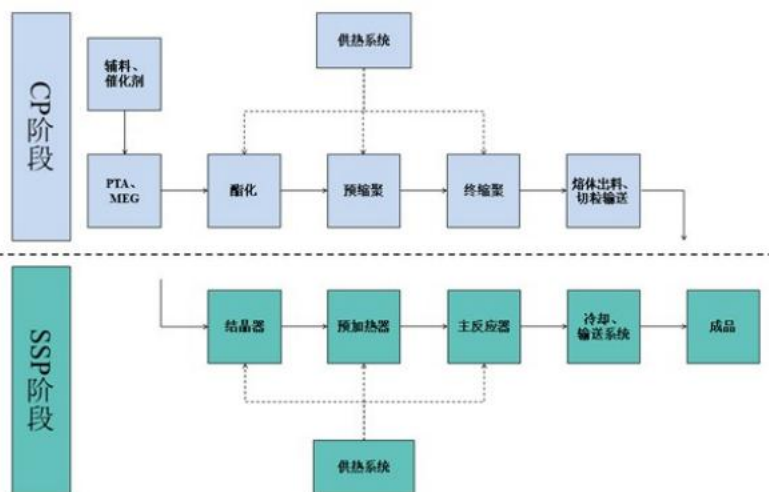 CP阶段
供热系统
辅料、
催化剂
PTA、
MEG
酯化
预缩聚
终缩聚
熔体出料、
切粒输送
SSP阶段
结晶器
预加热器
主反应器
冷却、
输送系统
成品
供热系统